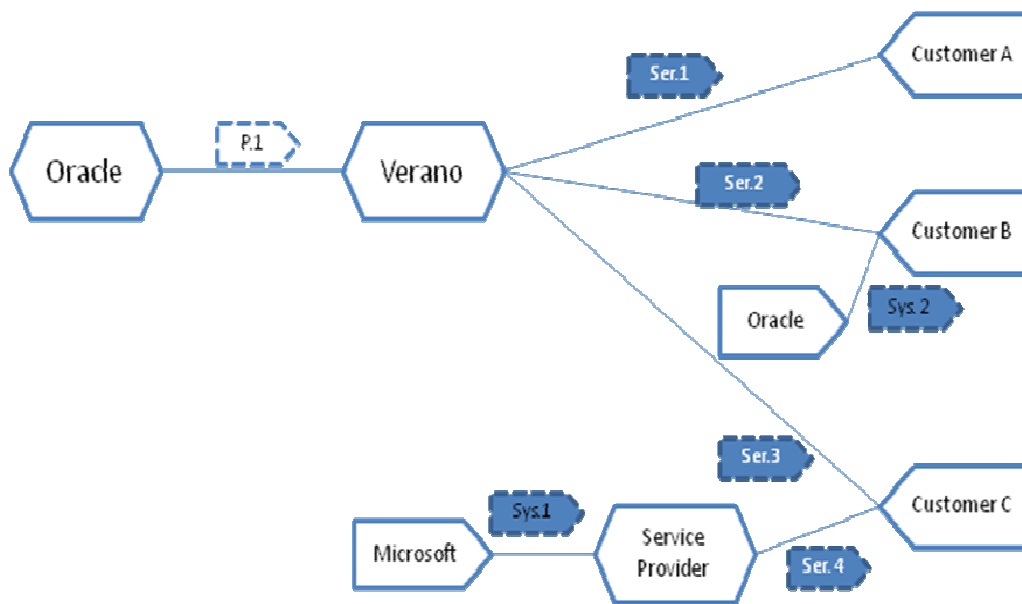 Customer A
Ser.1
P.1
Oracle
Verano
Ser.2
Customer B
Oracle
Sys. 2
Ser.3
Customer C
Sys.1
Microsoft
Service
Provider
Ser. 4